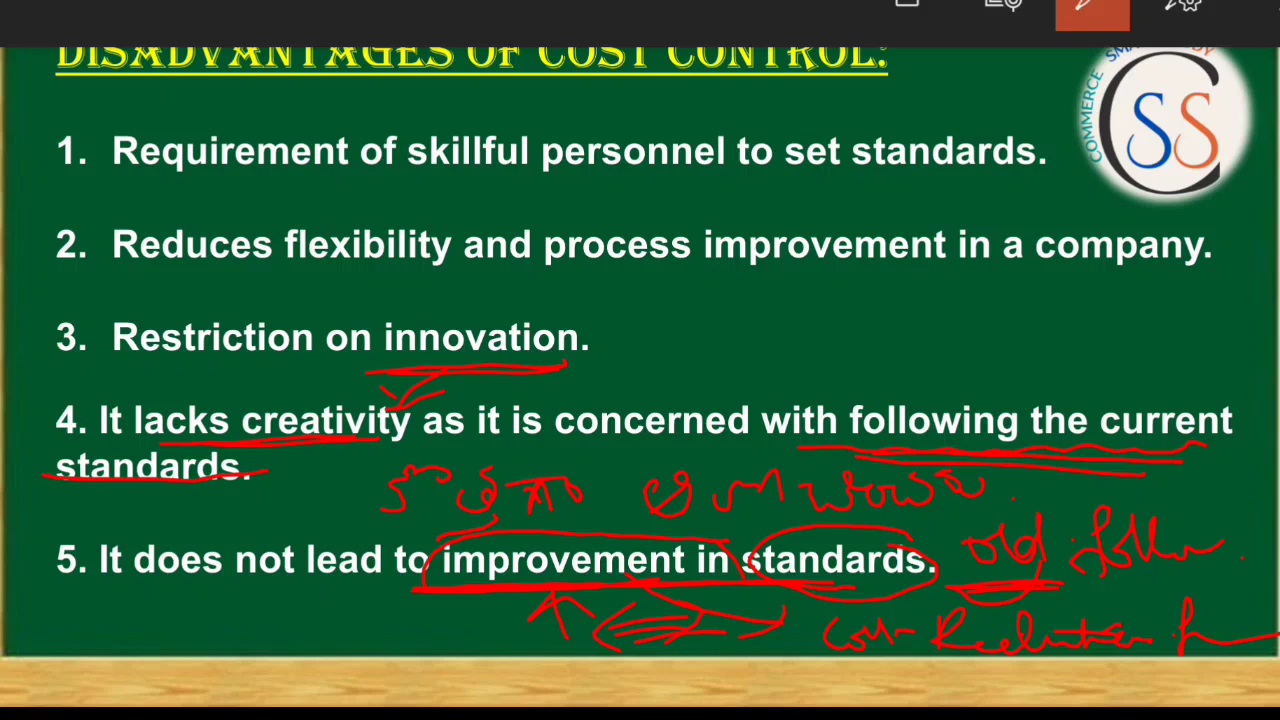 DISADVANTAGES OF COST CONTROL:
COMMERCE
CSS
1. Requirement of skillful personnel to set standards.
2. Reduces flexibility and process improvement in a company.
3. Restriction on innovation.
4. It lacks creativity as it is concerned with following the current
standards.
5. It does not lead to improvement in standards.
old follow